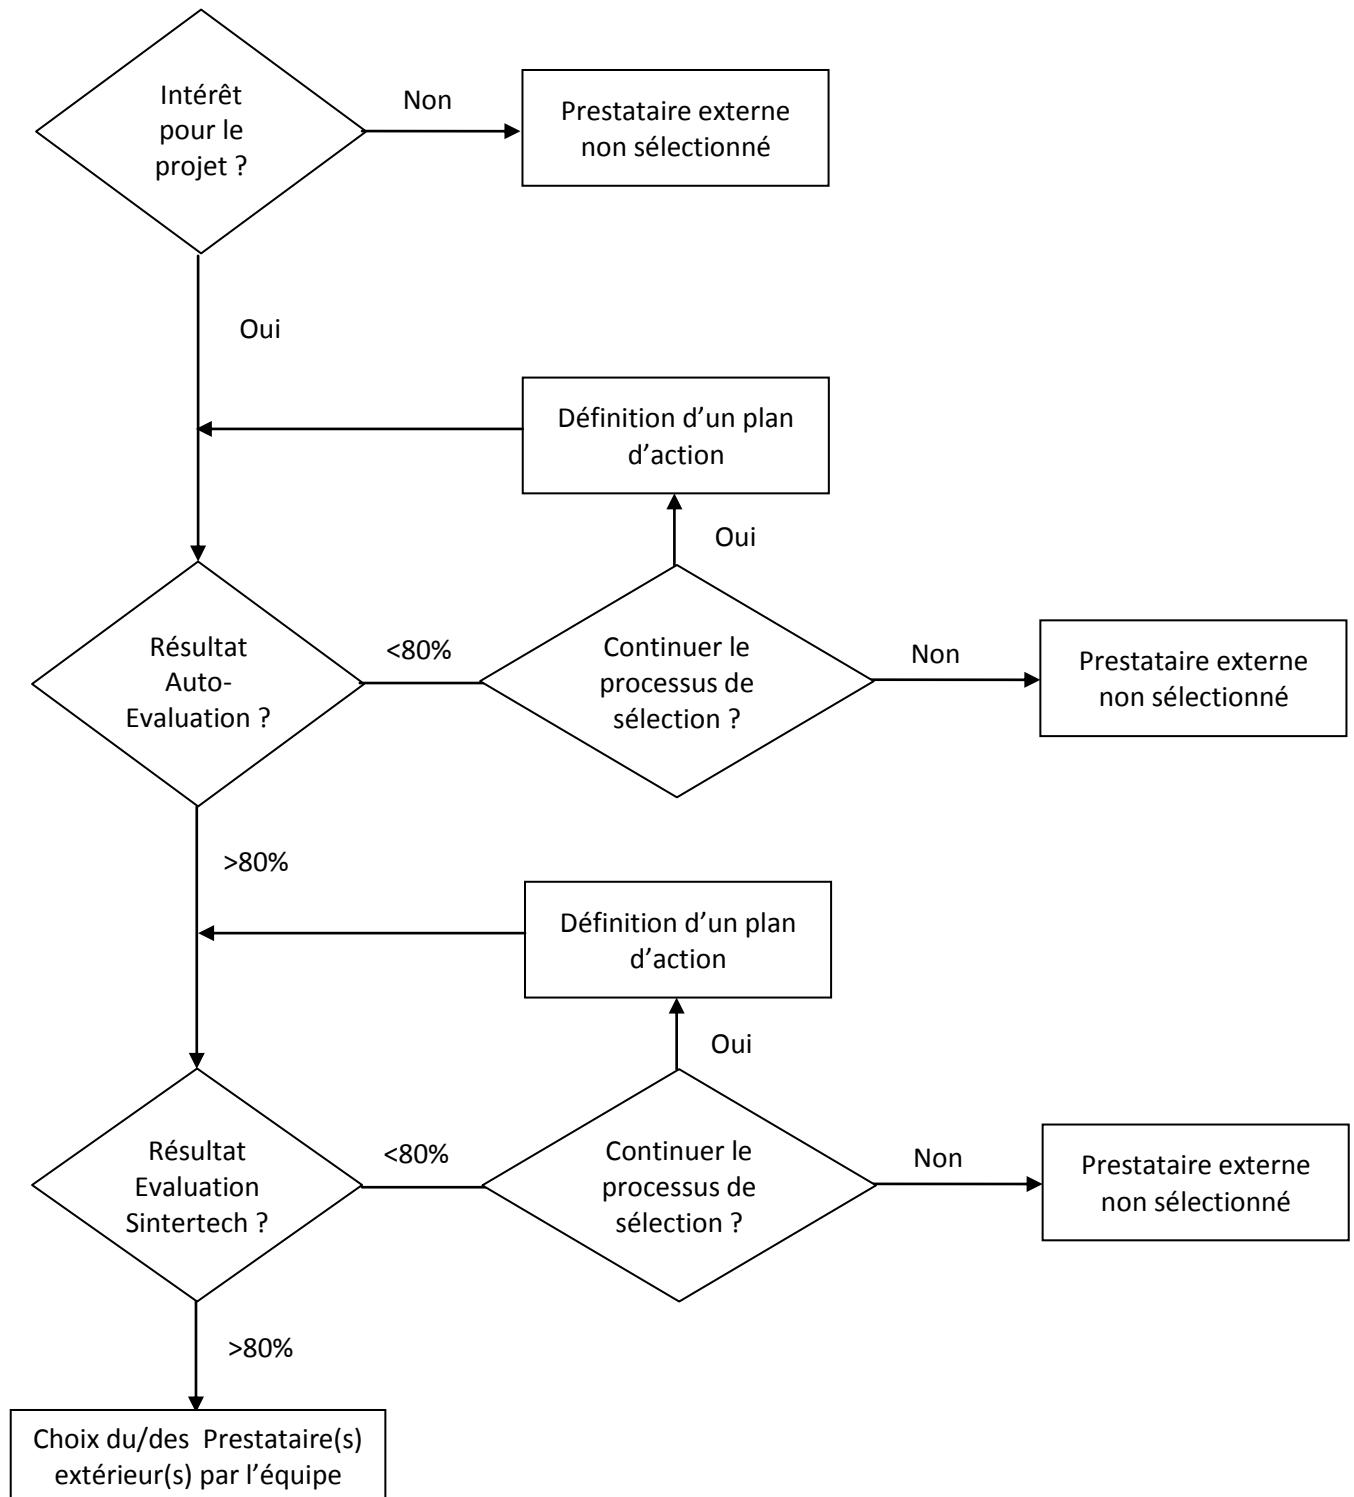 Intérêt
pour le
projet ?
Non
Prestataire externe
non sélectionné
Oui
Définition d’un plan
d’action
Oui
Résultat
Auto-
Evaluation ?
<80%
Continuer le
processus de
sélection ?
Non
Prestataire externe
non sélectionné
>80%
Définition d’un plan
d’action
Oui
Résultat
Evaluation
Sintertech ?
<80%
Continuer le
processus de
sélection ?
Non
Prestataire externe
non sélectionné
>80%
Choix du/des Prestataire(s)
extérieur(s) par l’équipe